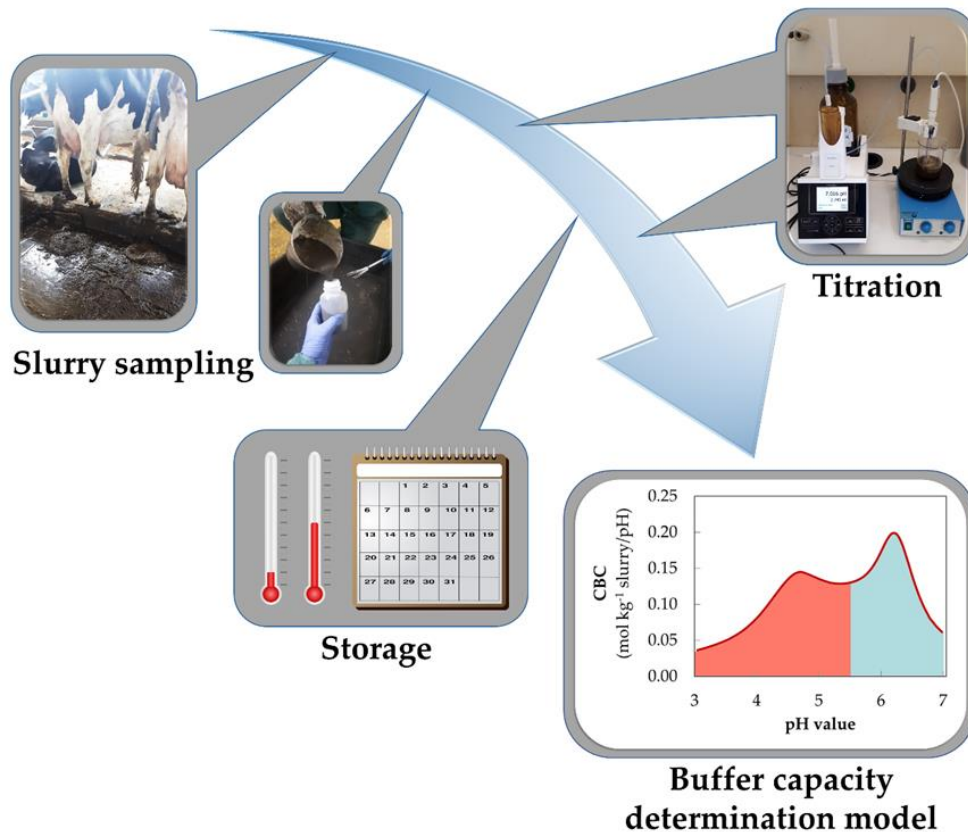 Slurry sampling
Titration
1 2 3 4 5
6 7 8 9 10 11 12
13 14 15 16 17 18 19
20 21 22 23 24 25 26
27 28 29 30 31
Storage
CBC
(mol kg⁻¹ slurry/pH)
0.25
0.20
0.15
0.10
0.05
0.00
3 4 5 6 7
pH value
Buffer capacity
determination model